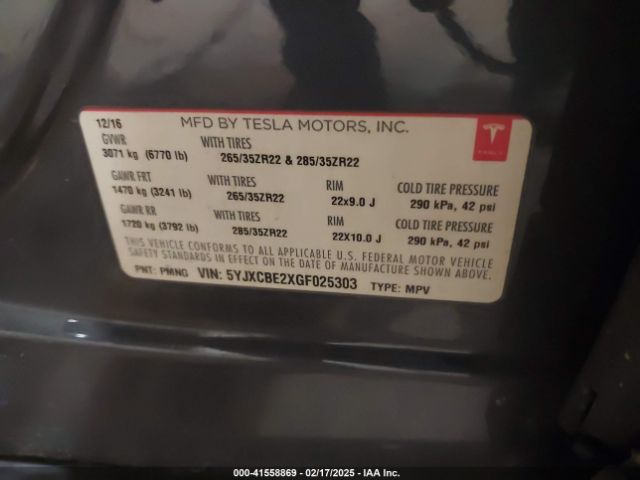 12/16 MFD BY TESLA MOTORS, INC.
GVWR WITH TIRES
3071 kg (6770 lb) 265/35ZR22 & 285/35ZR22
GAWR FRT WITH TIRES RIM COLD TIRE PRESSURE
1470 kg (3241 lb) 265/35ZR22 22x9.0 J 290 kPa, 42 psi
GAWR RR WITH TIRES RIM COLD TIRE PRESSURE
1720 kg (3792 lb) 285/35ZR22 22X10.0 J 290 kPa, 42 psi
THIS VEHICLE CONFORMS TO ALL APPLICABLE U.S. FEDERAL MOTOR VEHICLE
SAFETY STANDARDS IN EFFECT ON THE DATE OF MANUFACTURE SHOWN ABOVE.
PNT: PMNG VIN: 5YJXCBE2XGF025303 TYPE: MPV
TESLA
00-41558869 - 02/17/2025 - IAA Inc.